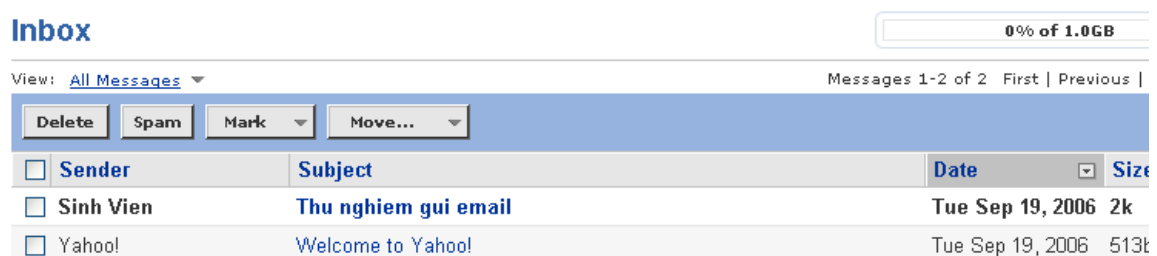 Inbox 0% of 1.0GB
View: All Messages Messages 1-2 of 2 First | Previous |
Delete Spam Mark Move...
Sender Subject Date Size
Sinh Vien Thu nghiem gui email Tue Sep 19, 2006 2k
Yahoo! Welcome to Yahoo! Tue Sep 19, 2006 513b